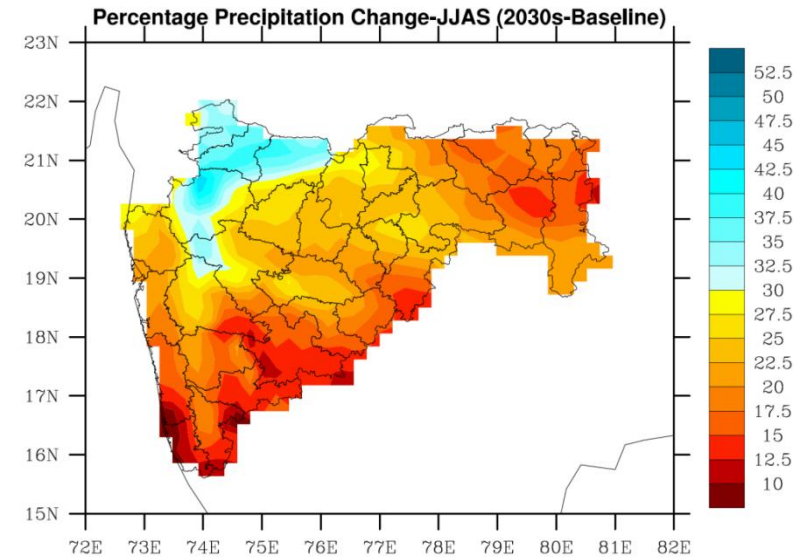 Percentage Precipitation Change-JJAS (2030s-Baseline)
23N
22N
21N
20N
19N
18N
17N
16N
15N
72E 73E 74E 75E 76E 77E 78E 79E 80E 81E 82E
52.5
50
47.5
45
42.5
40
37.5
35
32.5
30
27.5
25
22.5
20
17.5
15
12.5
10